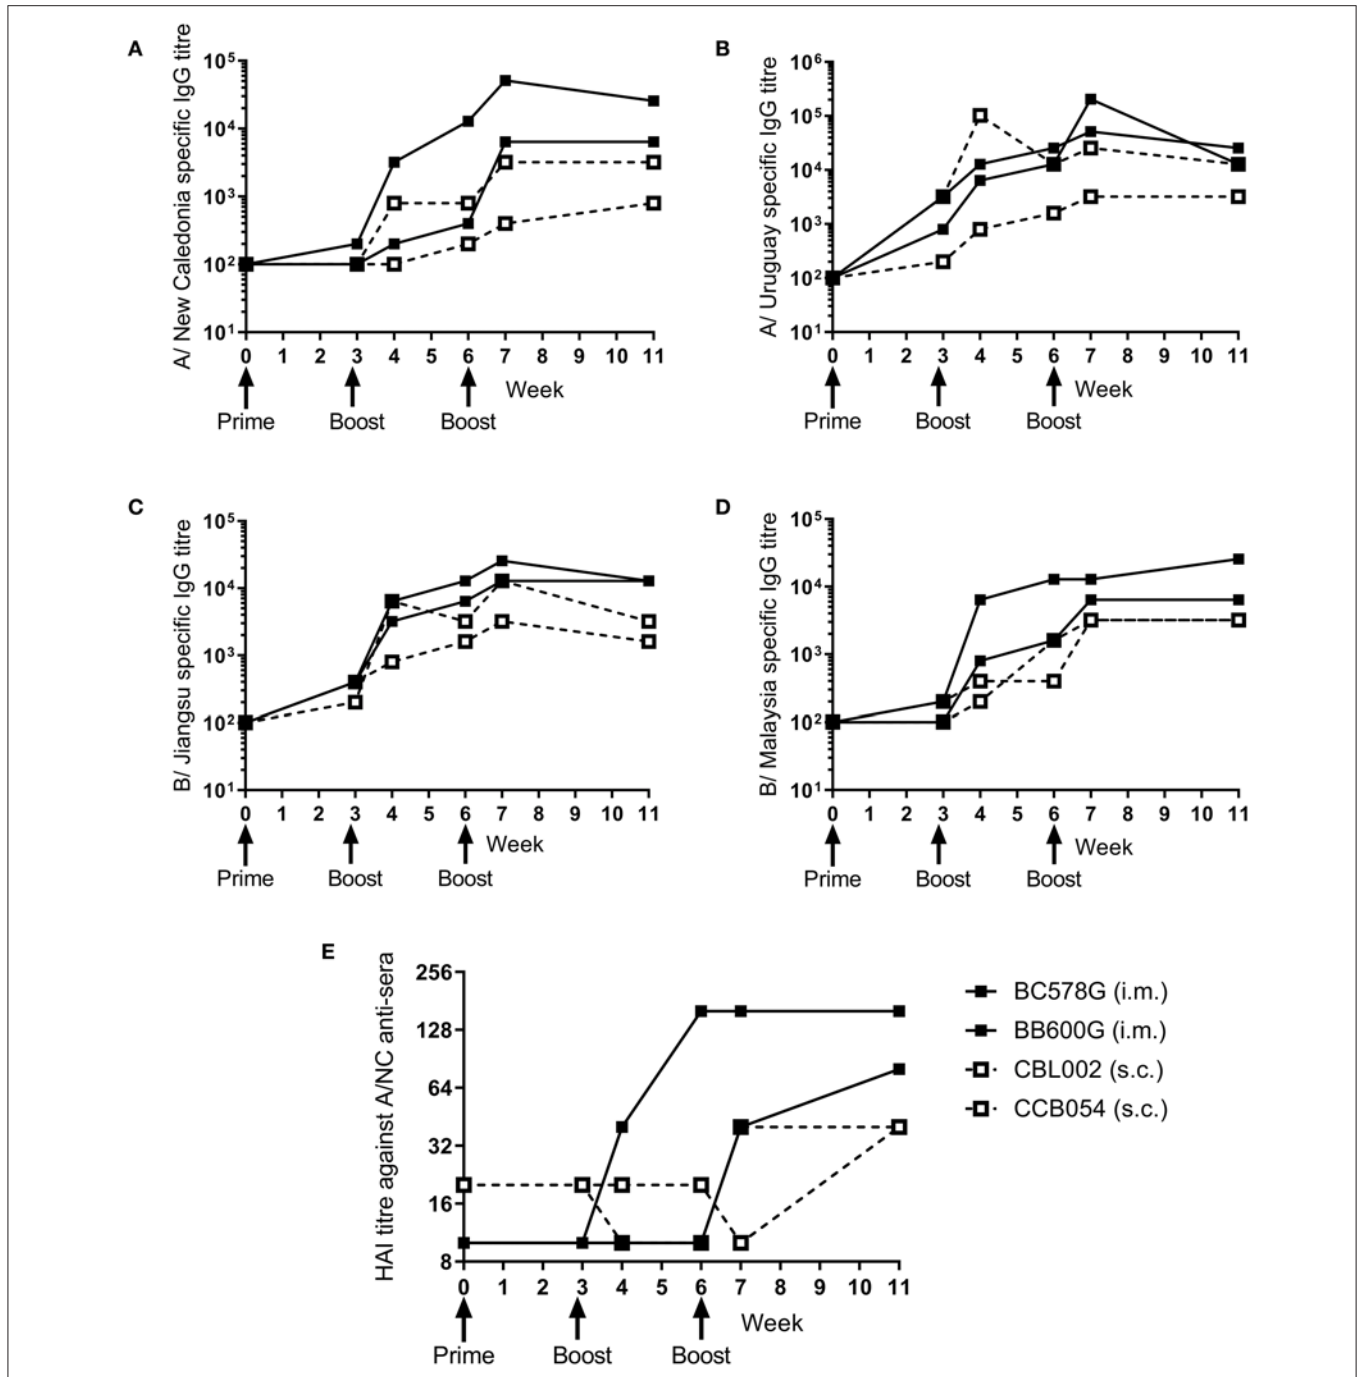 A
A/ New Caledonia specific IgG titre
10⁵
10⁴
10³
10²
10¹
0 1 2 3 4 5 6 7 8 9 10 11
Week
Prime Boost Boost
B
A/ Uruguay specific IgG titre
10⁶
10⁵
10⁴
10³
10²
10¹
0 1 2 3 4 5 6 7 8 9 10 11
Week
Prime Boost Boost
C
B/ Jiangsu specific IgG titre
10⁵
10⁴
10³
10²
10¹
0 1 2 3 4 5 6 7 8 9 10 11
Week
Prime Boost Boost
D
B/ Malaysia specific IgG titre
10⁵
10⁴
10³
10²
10¹
0 1 2 3 4 5 6 7 8 9 10 11
Week
Prime Boost Boost
E
HAI titre against A/NC anti-sera
256
128
64
32
16
8
0 1 2 3 4 5 6 7 8 9 10 11
Week
Prime Boost Boost
BC578G (i.m.)
BB600G (i.m.)
CBL002 (s.c.)
CCB054 (s.c.)